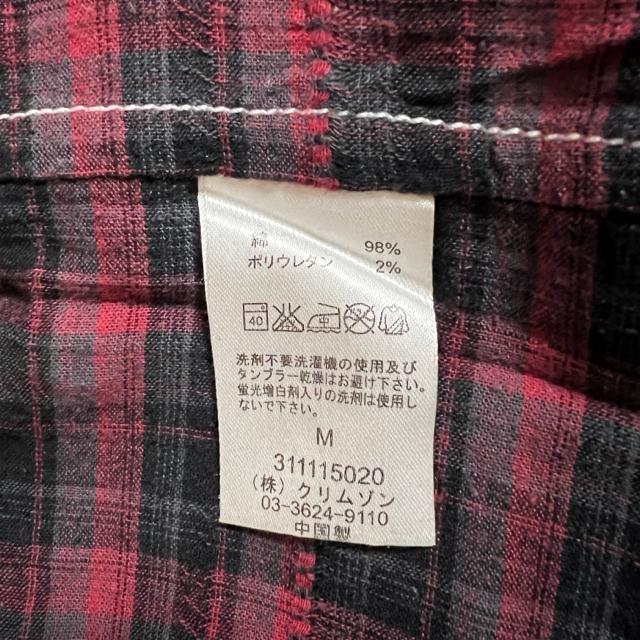 綿 98%
ポリウレタン 2%
40 中
洗剤不要洗濯機の使用及び
タンブラー乾燥はお避け下さい。
蛍光増白剤入りの洗剤は使用し
ないで下さい。
M
311115020
(株) クリムゾン
03-3624-9110
中国製